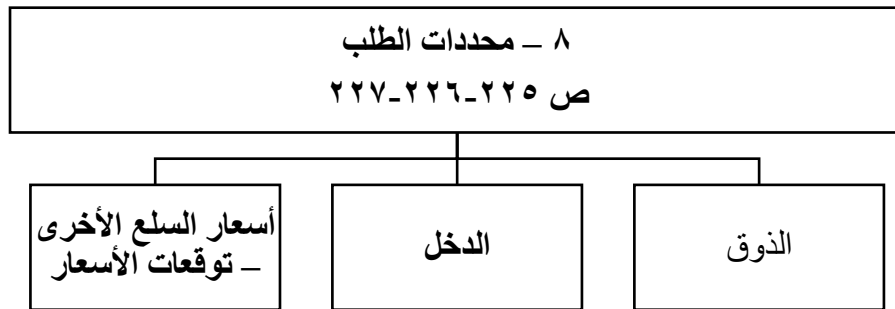 ٨ – محددات الطلب
ص ٢٢٥-٢٢٦-٢٢٧
الذوق
الدخل
أسعار السلع الأخرى
– توقعات الأسعار